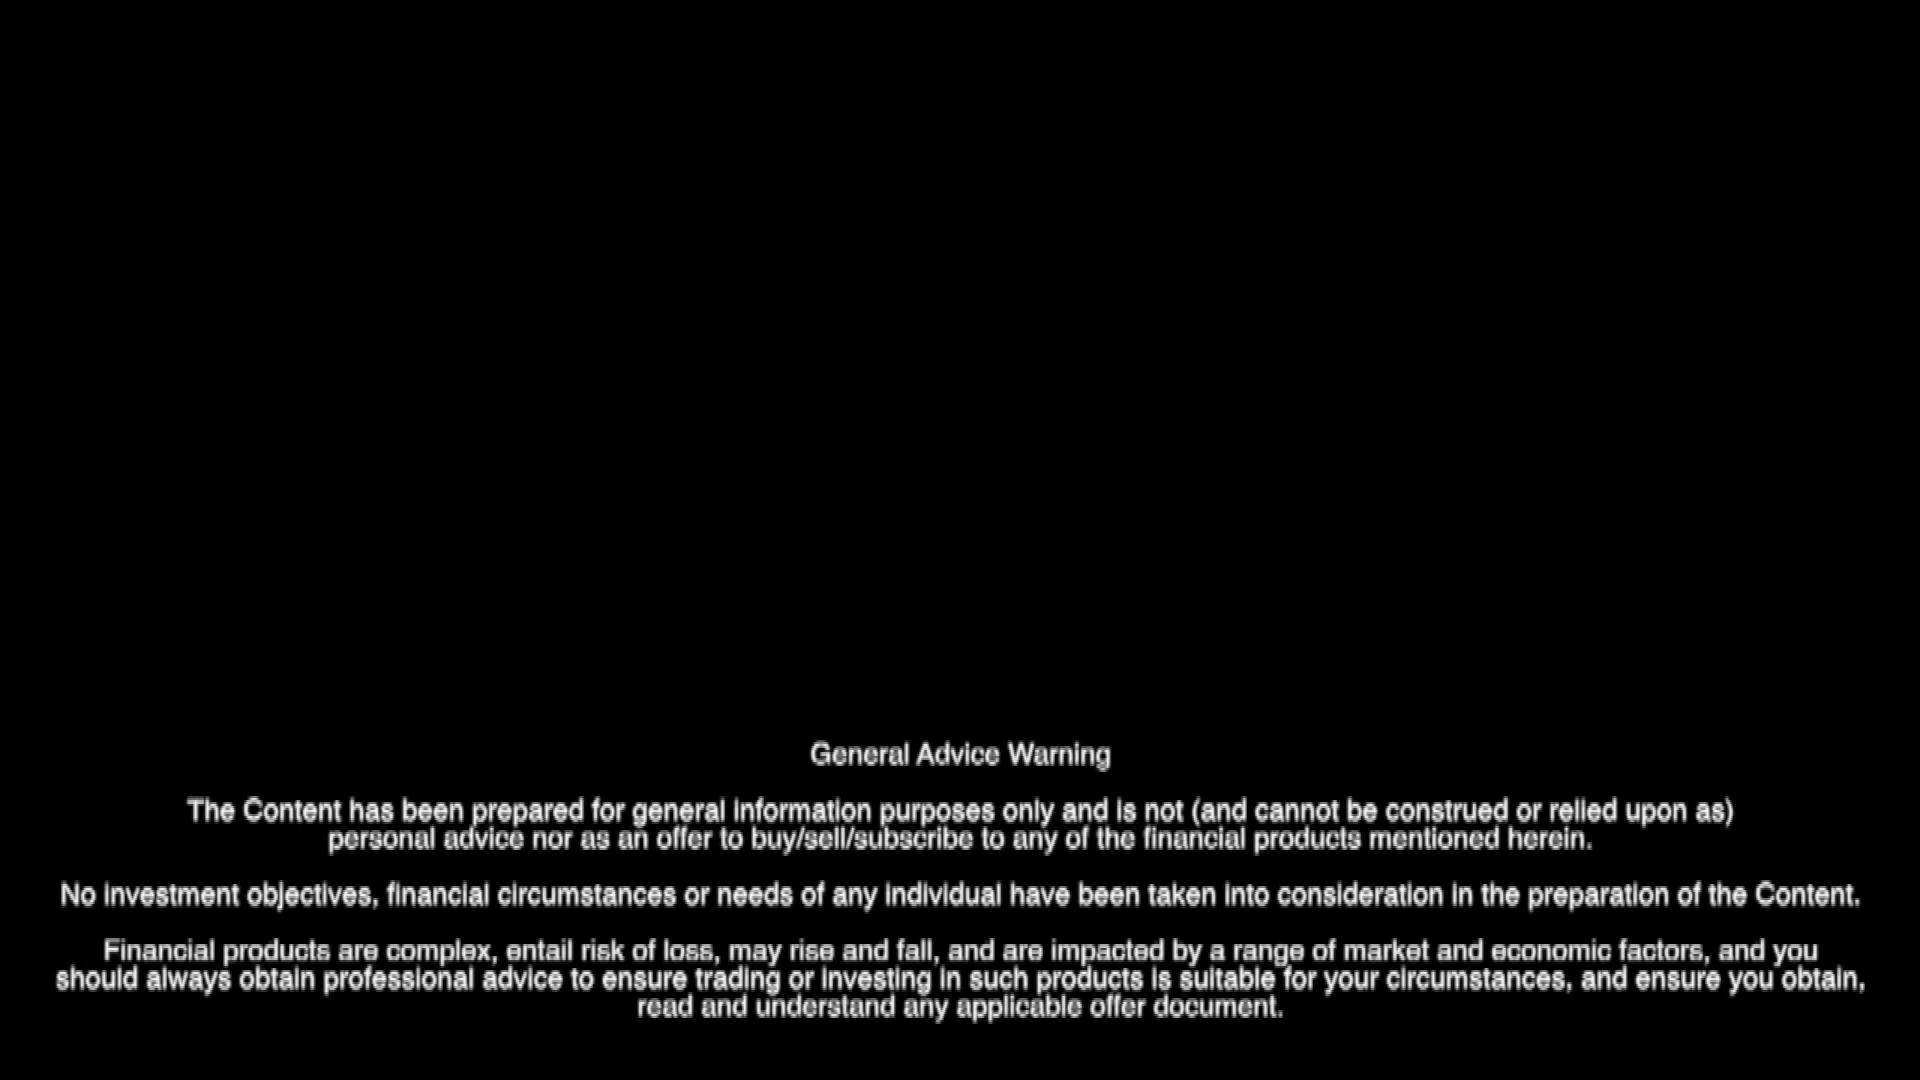 General Advice Warning
The Content has been prepared for general information purposes only and is not (and cannot be construed or relied upon as)
personal advice nor as an offer to buy/sell/subscribe to any of the financial products mentioned herein.
No investment objectives, financial circumstances or needs of any individual have been taken into consideration in the preparation of the Content.
Financial products are complex, entail risk of loss, may rise and fall, and are impacted by a range of market and economic factors, and you
should always obtain professional advice to ensure trading or investing in such products is suitable for your circumstances, and ensure you obtain,
read and understand any applicable offer document.